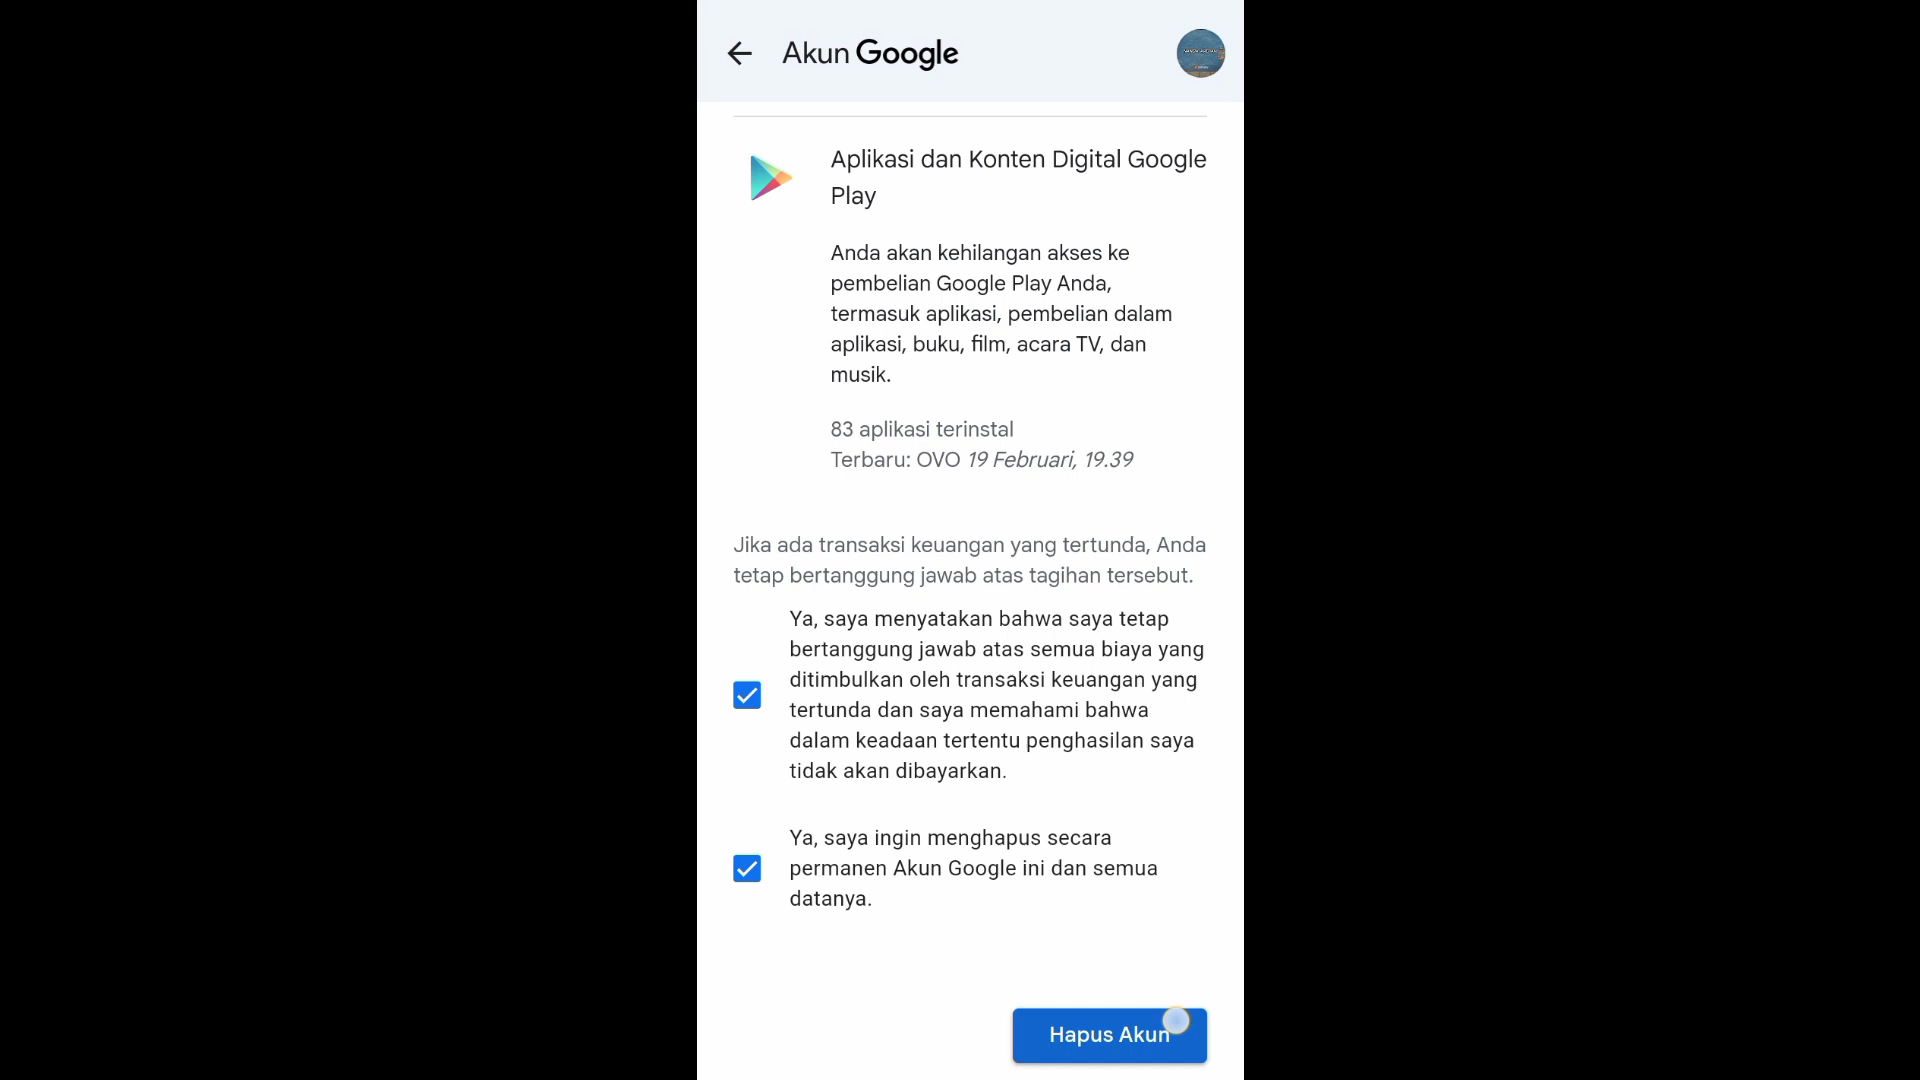 Akun Google
Aplikasi dan Konten Digital Google
Play
Anda akan kehilangan akses ke
pembelian Google Play Anda,
termasuk aplikasi, pembelian dalam
aplikasi, buku, film, acara TV, dan
musik.
83 aplikasi terinstal
Terbaru: OVO 19 Februari, 19.39
Jika ada transaksi keuangan yang tertunda, Anda
tetap bertanggung jawab atas tagihan tersebut.
Ya, saya menyatakan bahwa saya tetap
bertanggung jawab atas semua biaya yang
ditimbulkan oleh transaksi keuangan yang
tertunda dan saya memahami bahwa
dalam keadaan tertentu penghasilan saya
tidak akan dibayarkan.
Ya, saya ingin menghapus secara
permanen Akun Google ini dan semua
datanya.
Hapus Akun